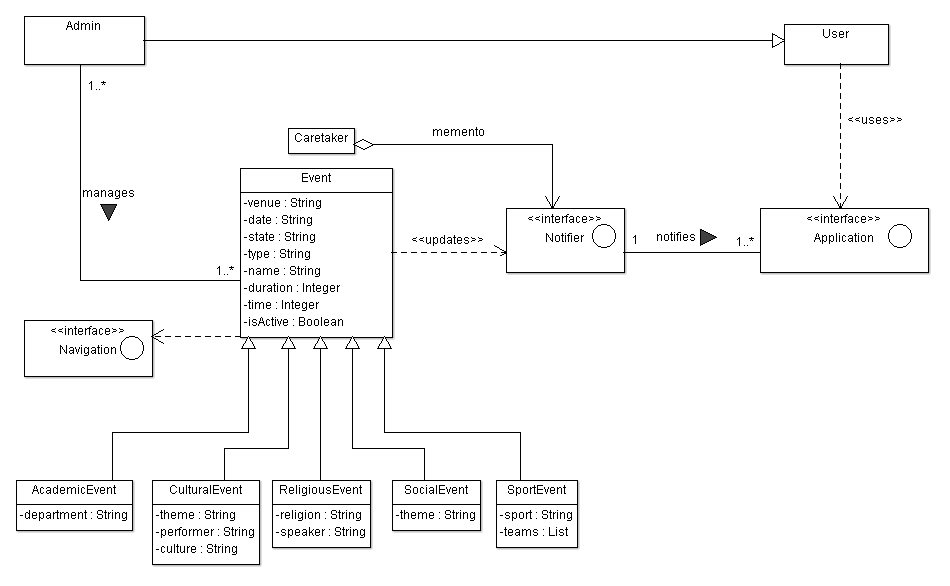 Admin
User
1..*
<<uses>>
Caretaker
memento
Event
manages
-venue : String
-date : String
-state : String
-type : String
-name : String
-duration : Integer
-time : Integer
-isActive : Boolean
<<updates>>
<<interface>>
Notifier
1
notifies
1..*
<<interface>>
Application
1..*
<<interface>>
Navigation
AcademicEvent
-department : String
CulturalEvent
-theme : String
-performer : String
-culture : String
ReligiousEvent
-religion : String
-speaker : String
SocialEvent
-theme : String
SportEvent
-sport : String
-teams : List